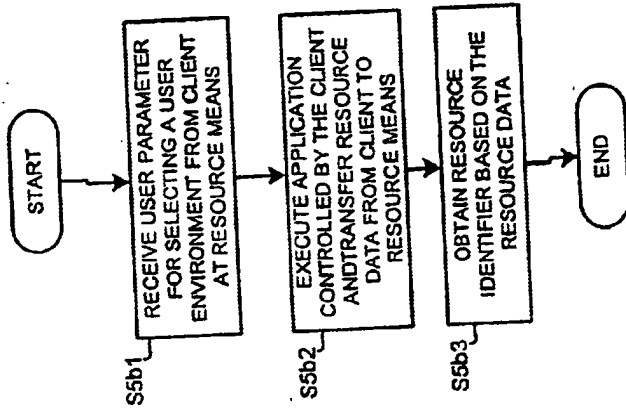 START
S5b1
RECEIVE USER PARAMETER
FOR SELECTING A USER
ENVIRONMENT FROM CLIENT
AT RESOURCE MEANS
S5b2
EXECUTE APPLICATION
CONTROLLED BY THE CLIENT
ANDTRANSFER RESOURCE
DATA FROM CLIENT TO
RESOURCE MEANS
S5b3
OBTAIN RESOURCE
IDENTIFIER BASED ON THE
RESOURCE DATA
END